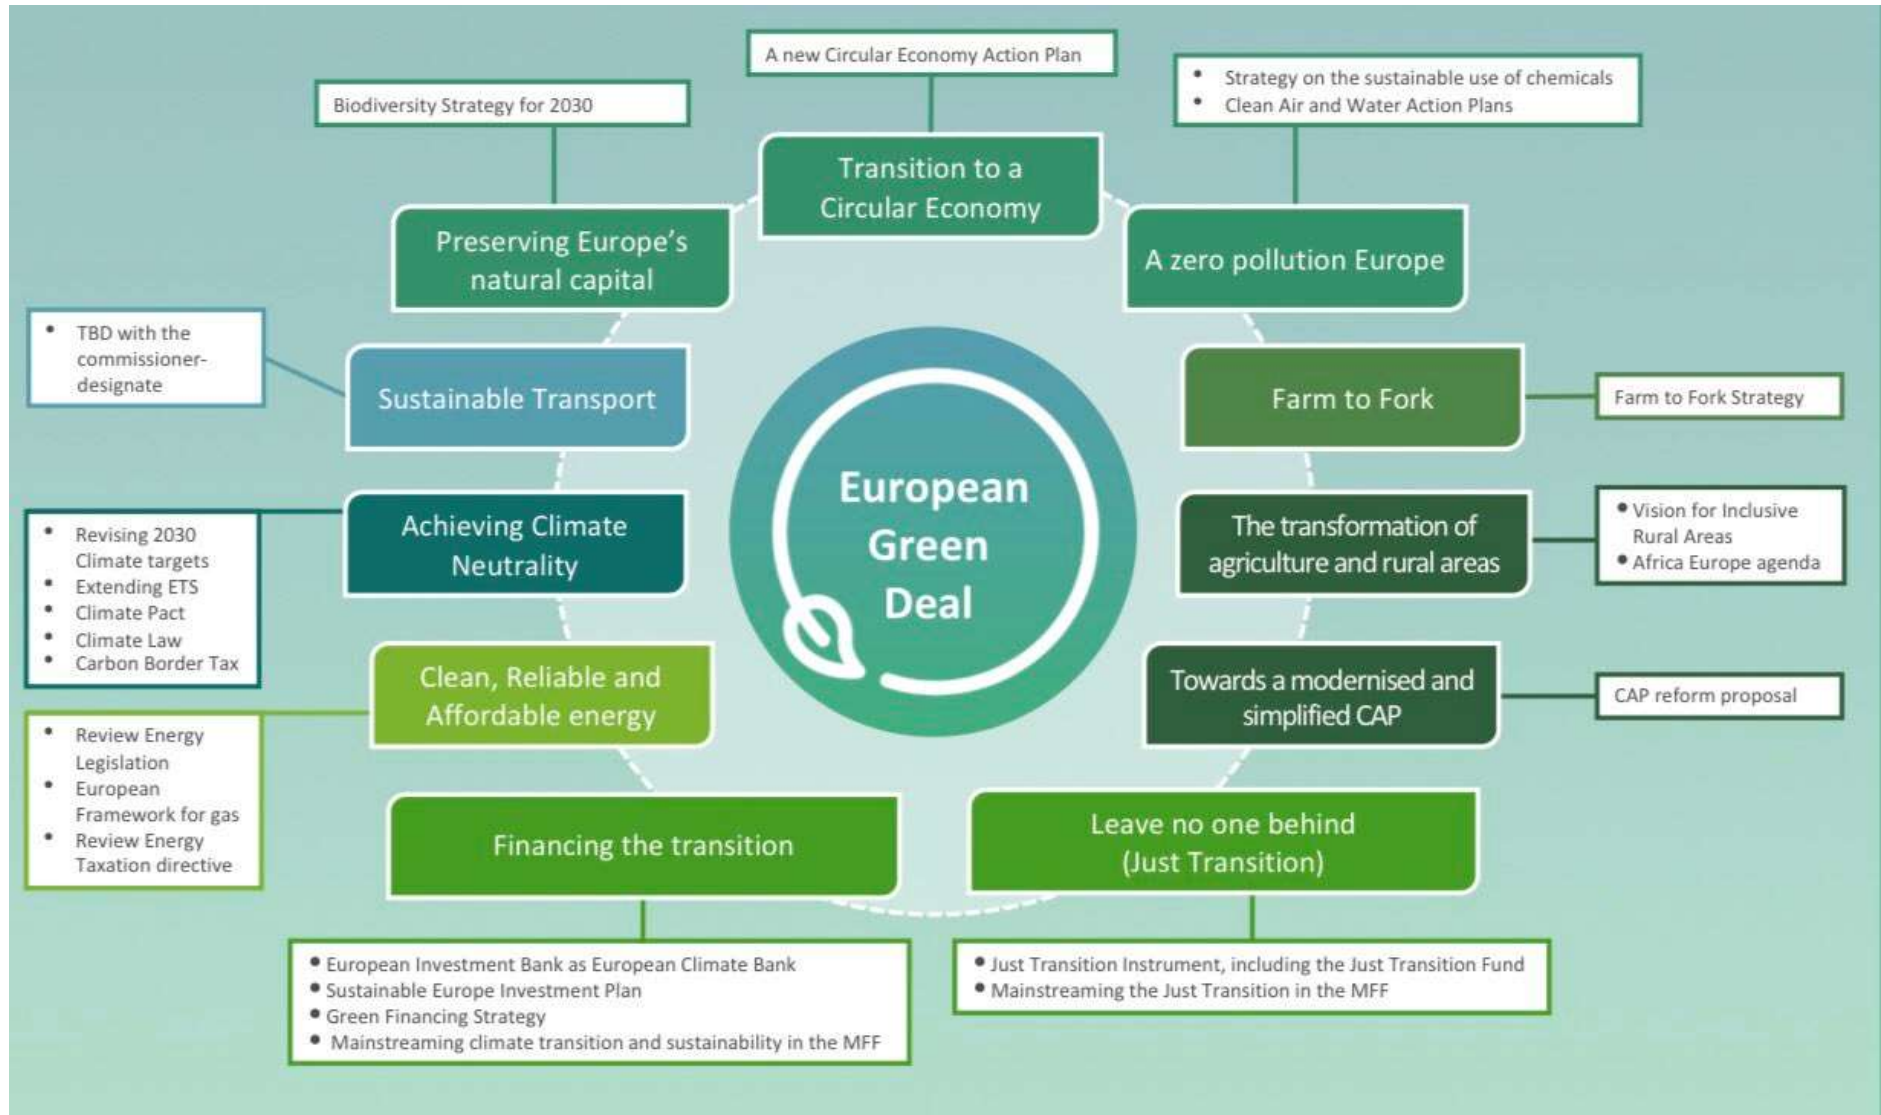 A new Circular Economy Action Plan
Biodiversity Strategy for 2030
• Strategy on the sustainable use of chemicals
• Clean Air and Water Action Plans
Transition to a
Circular Economy
Preserving Europe's
natural capital
A zero pollution Europe
• TBD with the
commissioner-
designate
Sustainable Transport
Farm to Fork
Farm to Fork Strategy
European
Green
Deal
• Revising 2030
Climate targets
• Extending ETS
• Climate Pact
• Climate Law
• Carbon Border Tax
Achieving Climate
Neutrality
The transformation of
agriculture and rural areas
• Vision for Inclusive
Rural Areas
• Africa Europe agenda
Clean, Reliable and
Affordable energy
Towards a modernised and
simplified CAP
CAP reform proposal
• Review Energy
Legislation
• European
Framework for gas
• Review Energy
Taxation directive
Financing the transition
Leave no one behind
(Just Transition)
• European Investment Bank as European Climate Bank
• Sustainable Europe Investment Plan
• Green Financing Strategy
• Mainstreaming climate transition and sustainability in the MFF
• Just Transition Instrument, including the Just Transition Fund
• Mainstreaming the Just Transition in the MFF